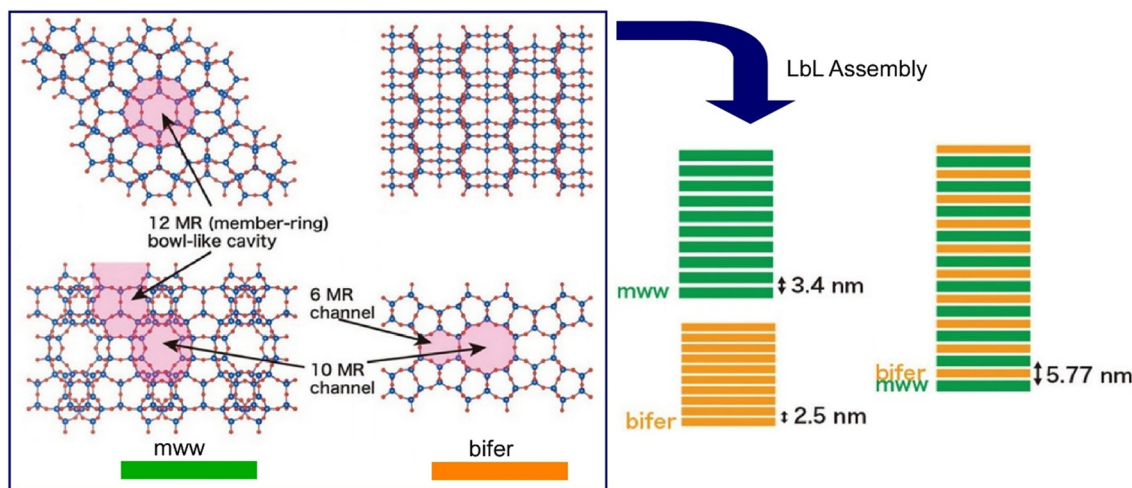 LbL Assembly
12 MR (member-ring)
bowl-like cavity
6 MR
channel
10 MR
channel
mww
bifer
mww
3.4 nm
bifer
2.5 nm
bifer
mww
5.77 nm